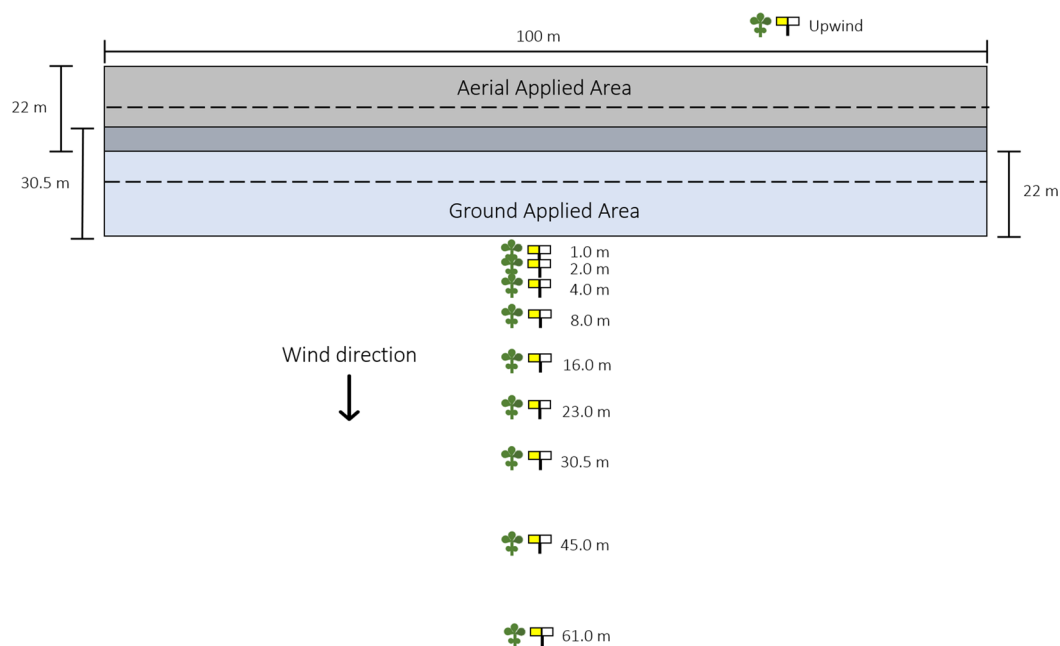 Upwind
100 m
Aerial Applied Area
22 m
30.5 m
22 m
Ground Applied Area
1.0 m
2.0 m
4.0 m
8.0 m
Wind direction
16.0 m
23.0 m
30.5 m
45.0 m
61.0 m